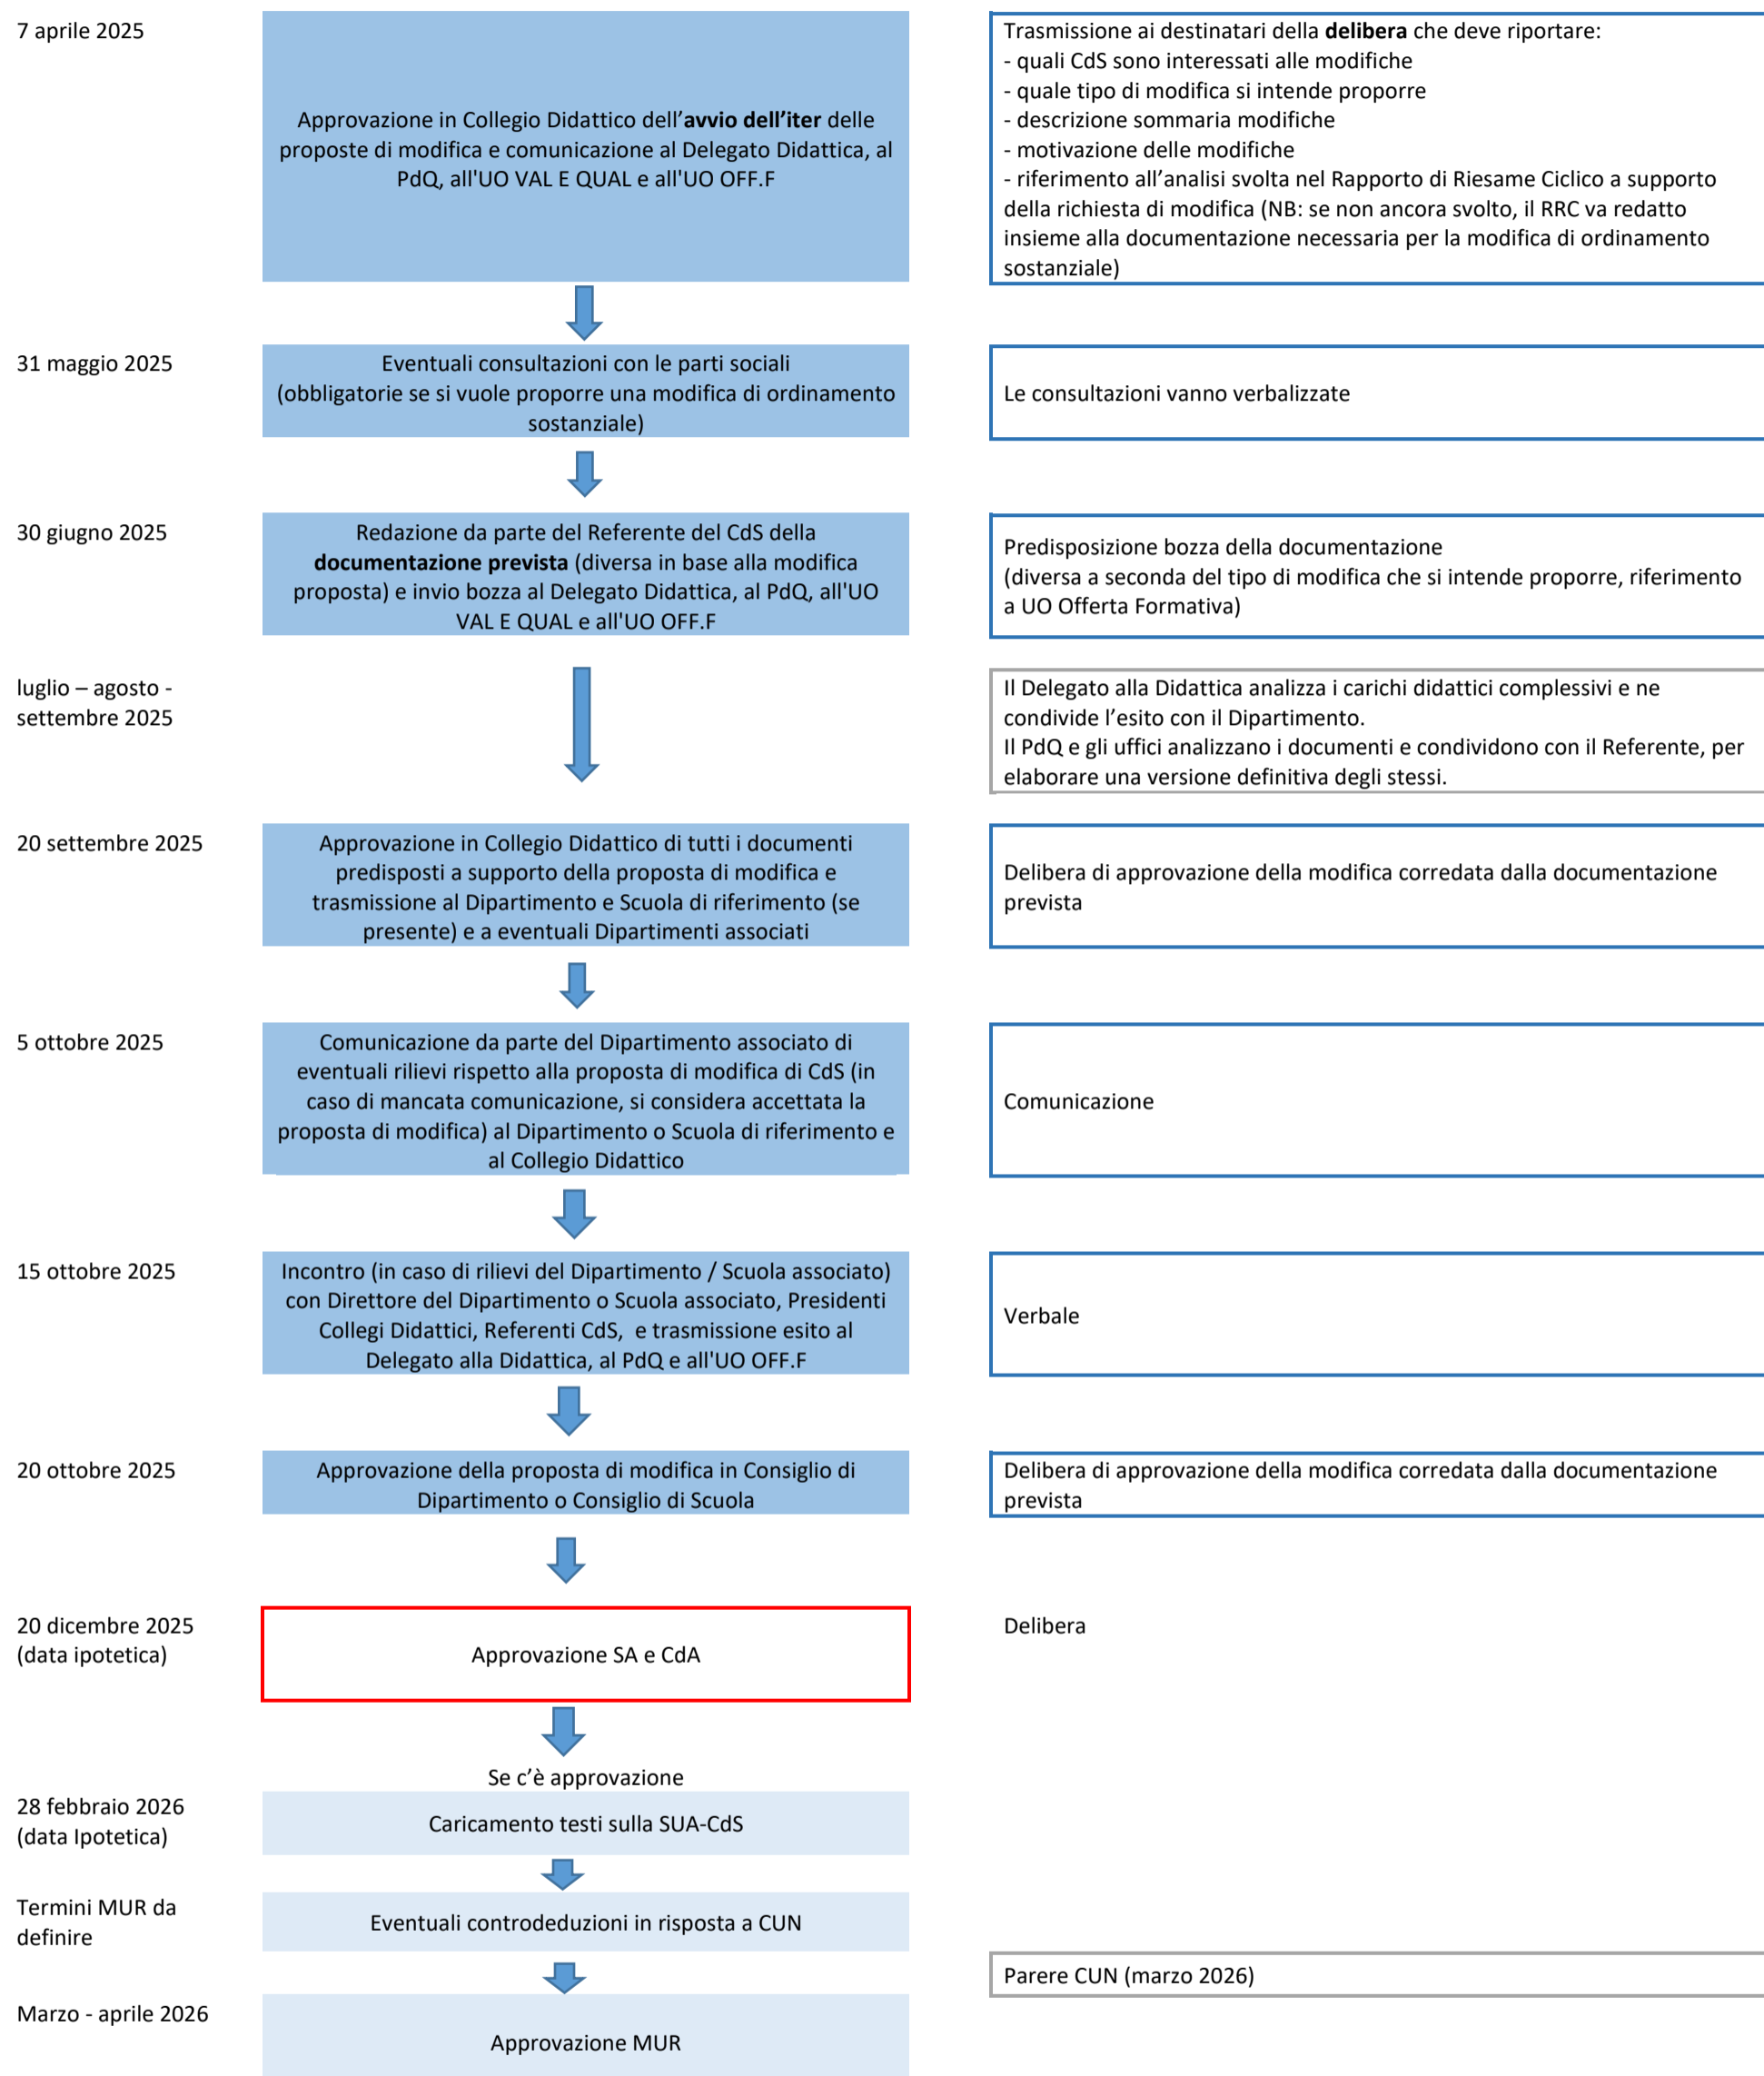 7 aprile 2025
Approvazione in Collegio Didattico dell'avvio dell'iter delle
proposte di modifica e comunicazione al Delegato Didattica, al
PdQ, all'UO VAL E QUAL e all'UO OFF.F
Trasmissione ai destinatari della delibera che deve riportare:
- quali CdS sono interessati alle modifiche
- quale tipo di modifica si intende proporre
- descrizione sommaria modifiche
- motivazione delle modifiche
- riferimento all'analisi svolta nel Rapporto di Riesame Ciclico a supporto
della richiesta di modifica (NB: se non ancora svolto, il RRC va redatto
insieme alla documentazione necessaria per la modifica di ordinamento
sostanziale)
31 maggio 2025
Eventuali consultazioni con le parti sociali
(obbligatorie se si vuole proporre una modifica di ordinamento
sostanziale)
Le consultazioni vanno verbalizzate
30 giugno 2025
Redazione da parte del Referente del CdS della
documentazione prevista (diversa in base alla modifica
proposta) e invio bozza al Delegato Didattica, al PdQ, all'UO
VAL E QUAL e all'UO OFF.F
Predisposizione bozza della documentazione
(diversa a seconda del tipo di modifica che si intende proporre, riferimento
a UO Offerta Formativa)
luglio – agosto -
settembre 2025
Il Delegato alla Didattica analizza i carichi didattici complessivi e ne
condivide l'esito con il Dipartimento.
Il PdQ e gli uffici analizzano i documenti e condividono con il Referente, per
elaborare una versione definitiva degli stessi.
20 settembre 2025
Approvazione in Collegio Didattico di tutti i documenti
predisposti a supporto della proposta di modifica e
trasmissione al Dipartimento e Scuola di riferimento (se
presente) e a eventuali Dipartimenti associati
Delibera di approvazione della modifica corredata dalla documentazione
prevista
5 ottobre 2025
Comunicazione da parte del Dipartimento associato di
eventuali rilievi rispetto alla proposta di modifica di CdS (in
caso di mancata comunicazione, si considera accettata la
proposta di modifica) al Dipartimento o Scuola di riferimento e
al Collegio Didattico
Comunicazione
15 ottobre 2025
Incontro (in caso di rilievi del Dipartimento / Scuola associato)
con Direttore del Dipartimento o Scuola associato, Presidenti
Collegi Didattici, Referenti CdS,  e trasmissione esito al
Delegato alla Didattica, al PdQ e all'UO OFF.F
Verbale
20 ottobre 2025
Approvazione della proposta di modifica in Consiglio di
Dipartimento o Consiglio di Scuola
Delibera di approvazione della modifica corredata dalla documentazione
prevista
20 dicembre 2025
(data ipotetica)
Approvazione SA e CdA
Delibera
Se c'è approvazione
28 febbraio 2026
(data Ipotetica)
Caricamento testi sulla SUA-CdS
Termini MUR da
definire
Eventuali controdeduzioni in risposta a CUN
Parere CUN (marzo 2026)
Marzo - aprile 2026
Approvazione MUR